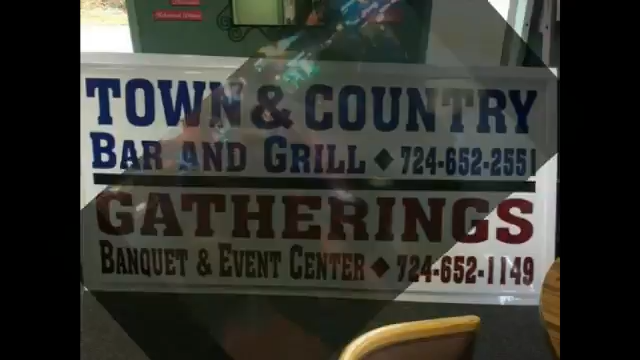 TOWN & COUNTRY
BAR AND GRILL ◆ 724-652-2551
GATHERINGS
BANQUET & EVENT CENTER ◆ 724-652-1149